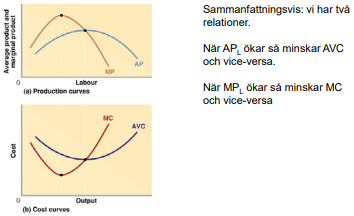 Average product and
marginal product
MP
AP
0
Labour
(a) Production curves
Cost
MC
AVC
0
Output
(b) Cost curves
Sammanfattningsvis: vi har två
relationer.
När APL ökar så minskar AVC
och vice-versa.
När MPL ökar så minskar MC
och vice-versa